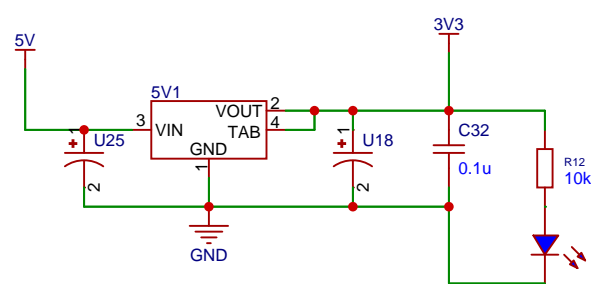 3V3
5V
5V1
VOUT 2
3 VIN
TAB 4
GND
1
1
U25
2
1
U18
2
C32
0.1u
R12
10k
GND